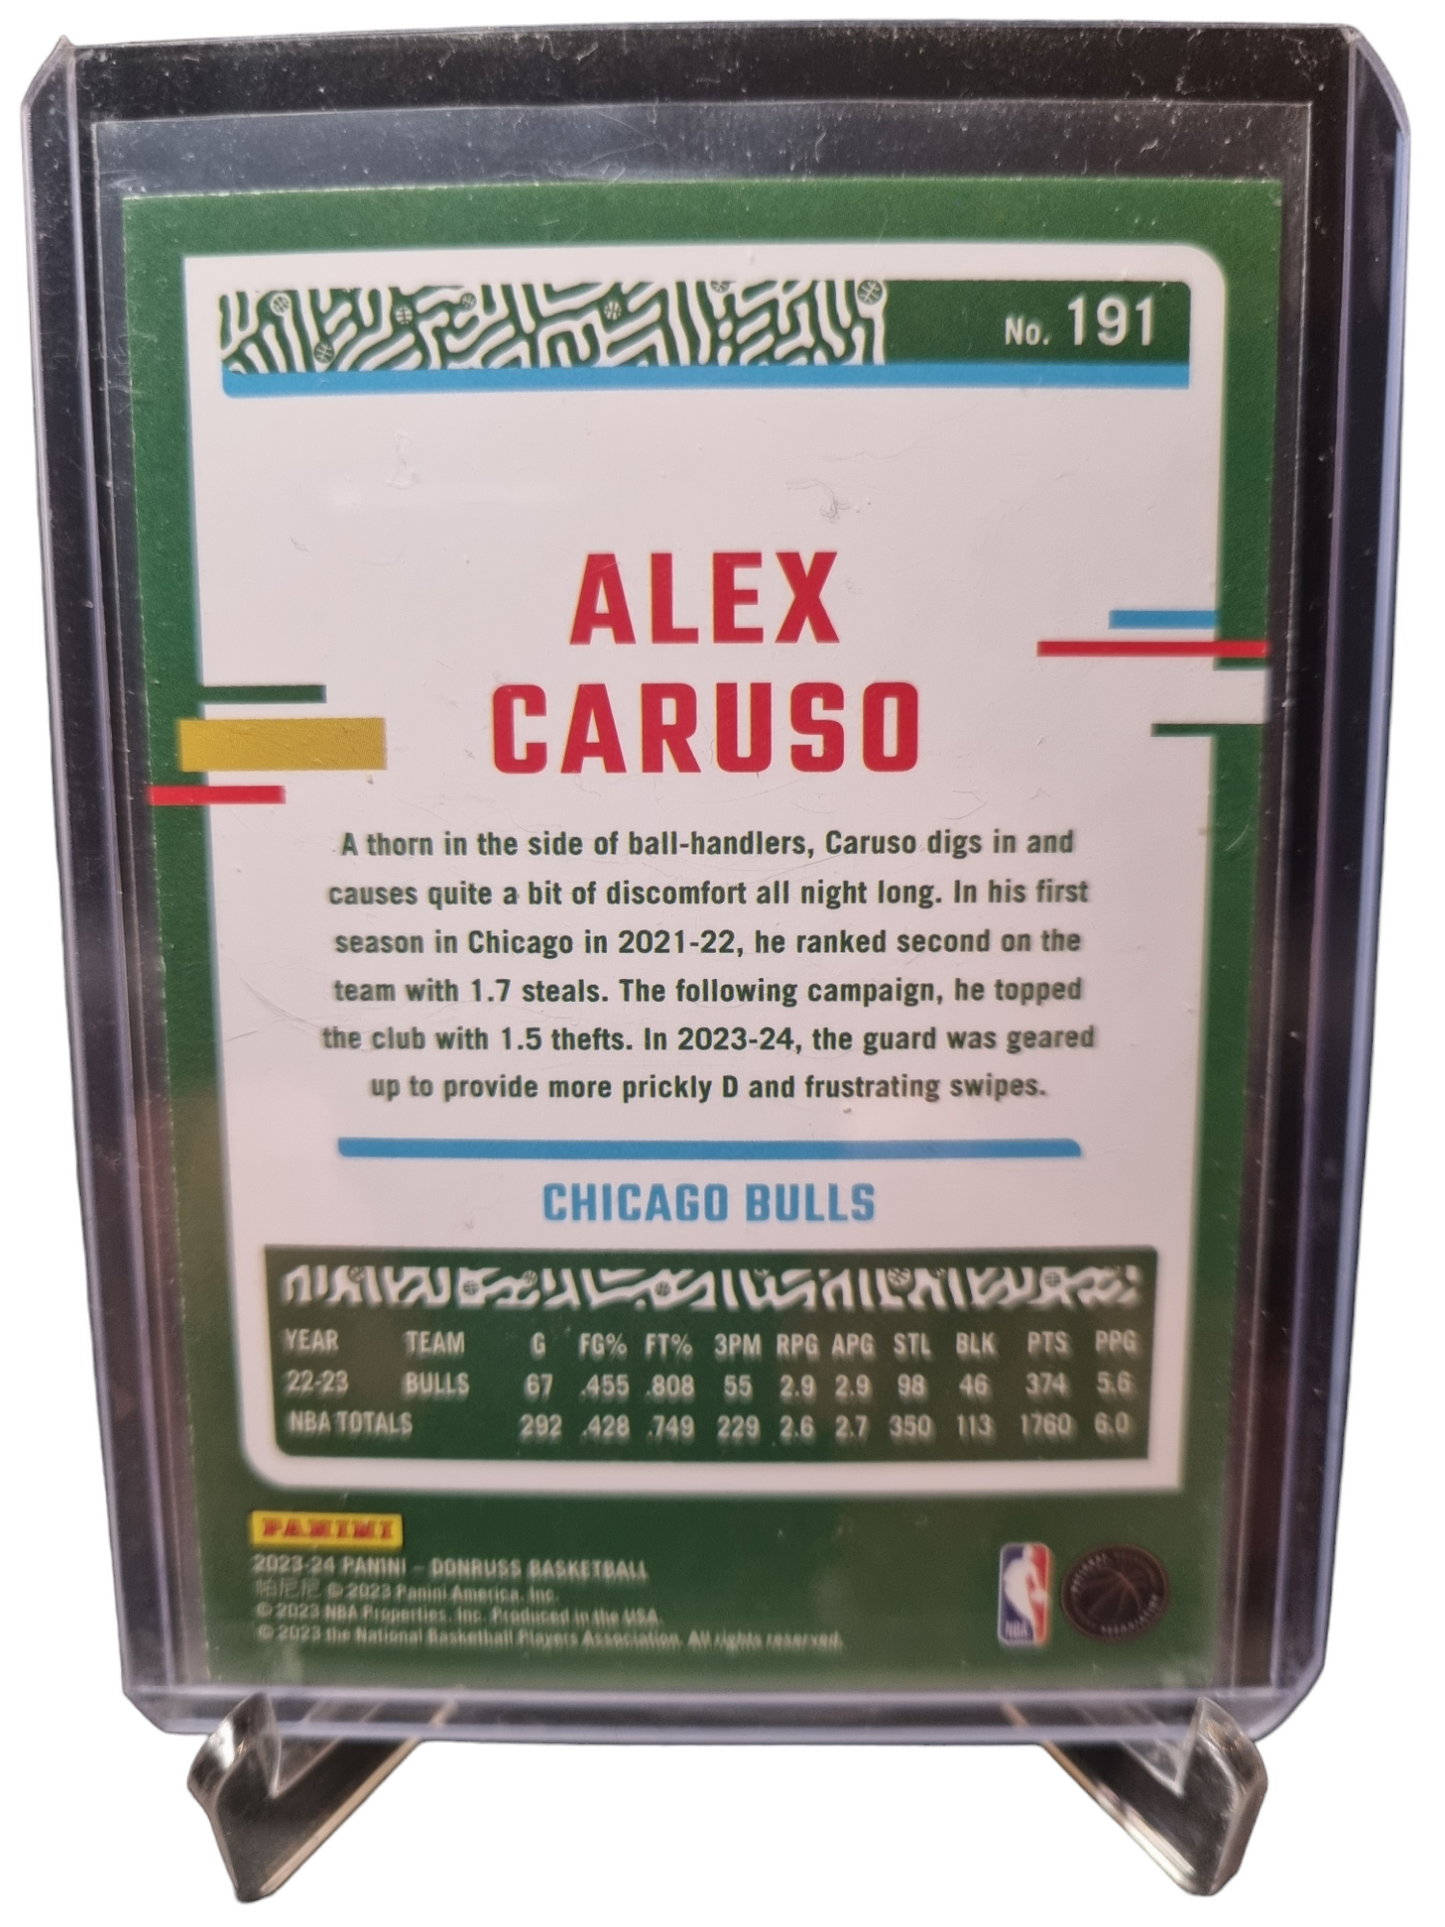 No. 191
ALEX
CARUSO
A thorn in the side of ball-handlers, Caruso digs in and
causes quite a bit of discomfort all night long. In his first
season in Chicago in 2021-22, he ranked second on the
team with 1.7 steals. The following campaign, he topped
the club with 1.5 thefts. In 2023-24, the guard was geared
up to provide more prickly D and frustrating swipes.
CHICAGO BULLS
YEAR TEAM G FG% FT% 3PM RPG APG STL BLK PTS PPG
22-23 BULLS 67 .455 .808 55 2.9 2.9 98 46 374 5.6
NBA TOTALS 292 .428 .749 229 2.6 2.7 350 113 1760 6.0
PANINI
2023-24 PANINI - DONRUSS BASKETBALL
帕尼尼 © 2023 Panini America, Inc.
© 2023 NBA Properties, Inc. Produced in the USA.
© 2023 the National Basketball Players Association. All rights reserved.
NBA